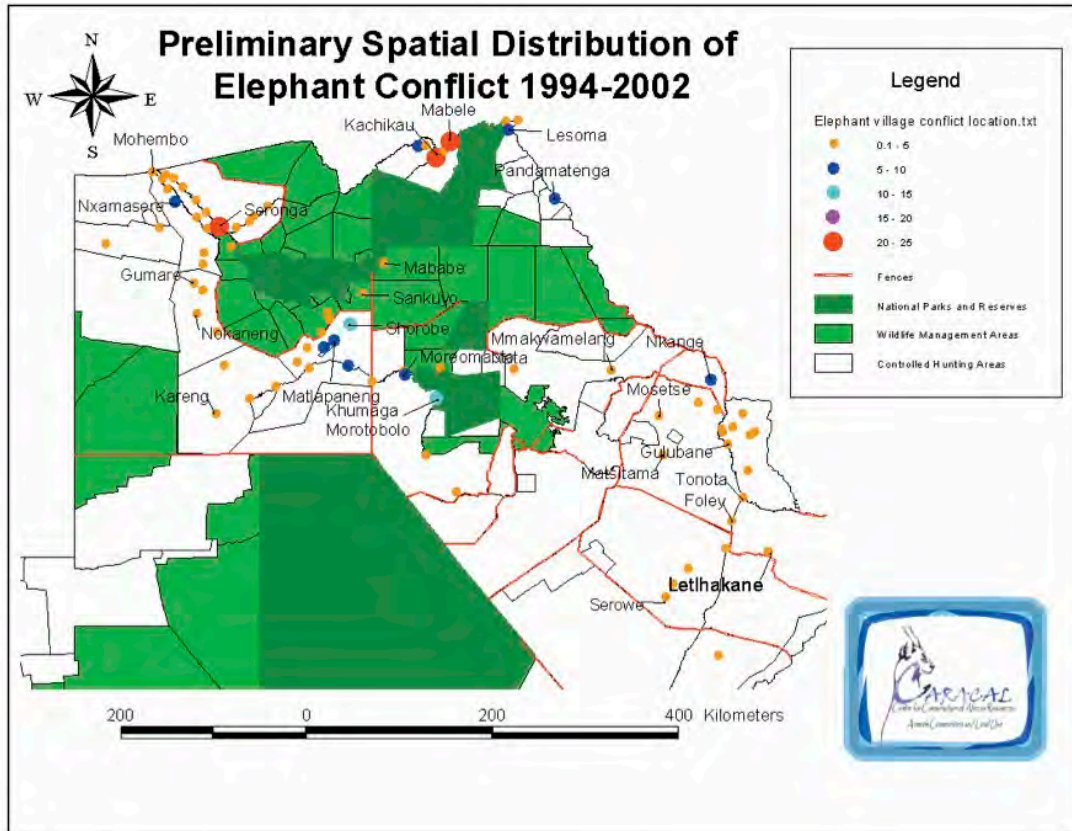 Preliminary Spatial Distribution of
Elephant Conflict 1994-2002
N
W E
S
Legend
Elephant village conflict location.txt
0.1 - 5
5 - 10
10 - 15
15 - 20
20 - 25
Fences
National Parks and Reserves
Wildlife Management Areas
Controlled Hunting Areas
Mabele
Kachikau
Lesoma
Mohembo
Pandamatenga
Nxamasere
Seronga
Mababe
Gumare
Sankuyo
Nokaneng
Shorobe
Mmakwamelang
Nkange
Mosetse
Kareng
Matlapaneng
Khumaga
Morotobolo
Gulubane
Matsitama
Tonota
Foley
Letlhakane
Serowe
200 0 200 400 Kilometers
CARACAL